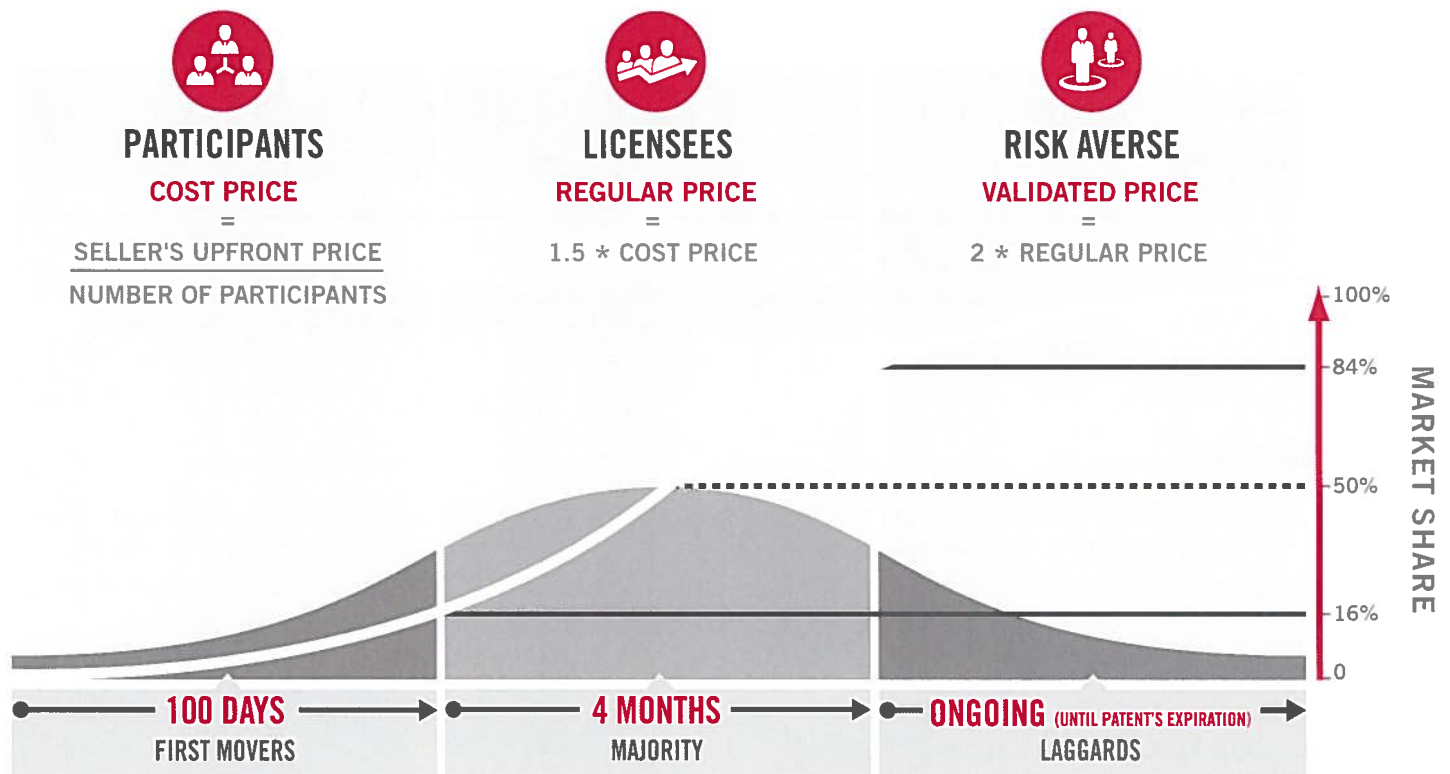 PARTICIPANTS
COST PRICE
=
SELLER'S UPFRONT PRICE
NUMBER OF PARTICIPANTS
LICENSEES
REGULAR PRICE
=
1.5 * COST PRICE
RISK AVERSE
VALIDATED PRICE
=
2 * REGULAR PRICE
100%
84%
50%
16%
0
MARKET SHARE
100 DAYS
FIRST MOVERS
4 MONTHS
MAJORITY
ONGOING (UNTIL PATENT'S EXPIRATION)
LAGGARDS